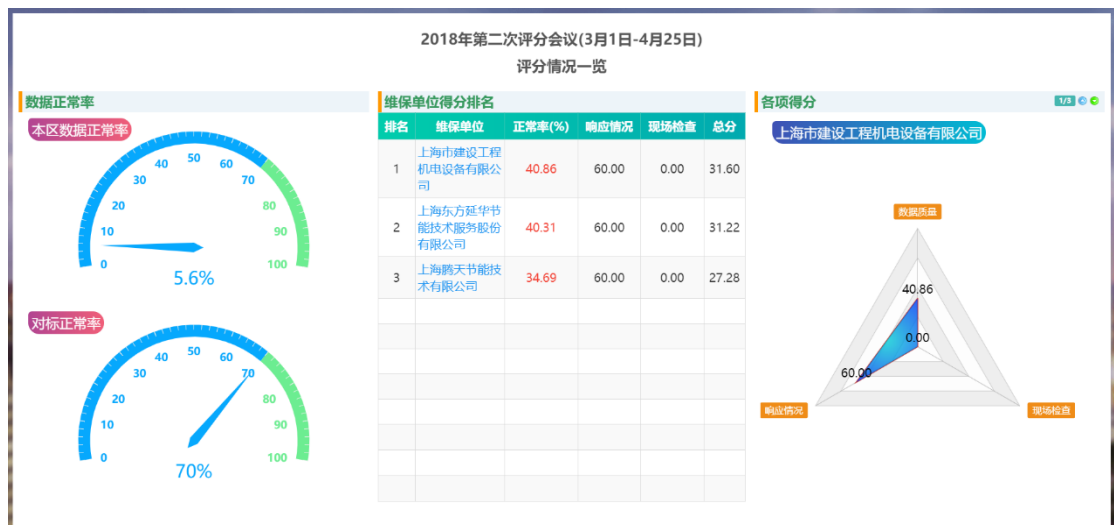 2018年第二次评分会议(3月1日-4月25日)
评分情况一览
数据正常率
本区数据正常率
0
10
20
30
40
50
60
70
80
90
100
5.6%
对标正常率
0
10
20
30
40
50
60
70
80
90
100
70%
维保单位得分排名
排名 维保单位 正常率(%) 响应情况 现场检查 总分
1 上海市建设工程 40.86 60.00 0.00 31.60
机电设备有限公
司
2 上海东方延华节 40.31 60.00 0.00 31.22
能技术服务股份
有限公司
3 上海腾天节能技 34.69 60.00 0.00 27.28
术有限公司
各项得分
1/3
上海市建设工程机电设备有限公司
数据质量
40.86
0.00
60.00
响应情况
现场检查